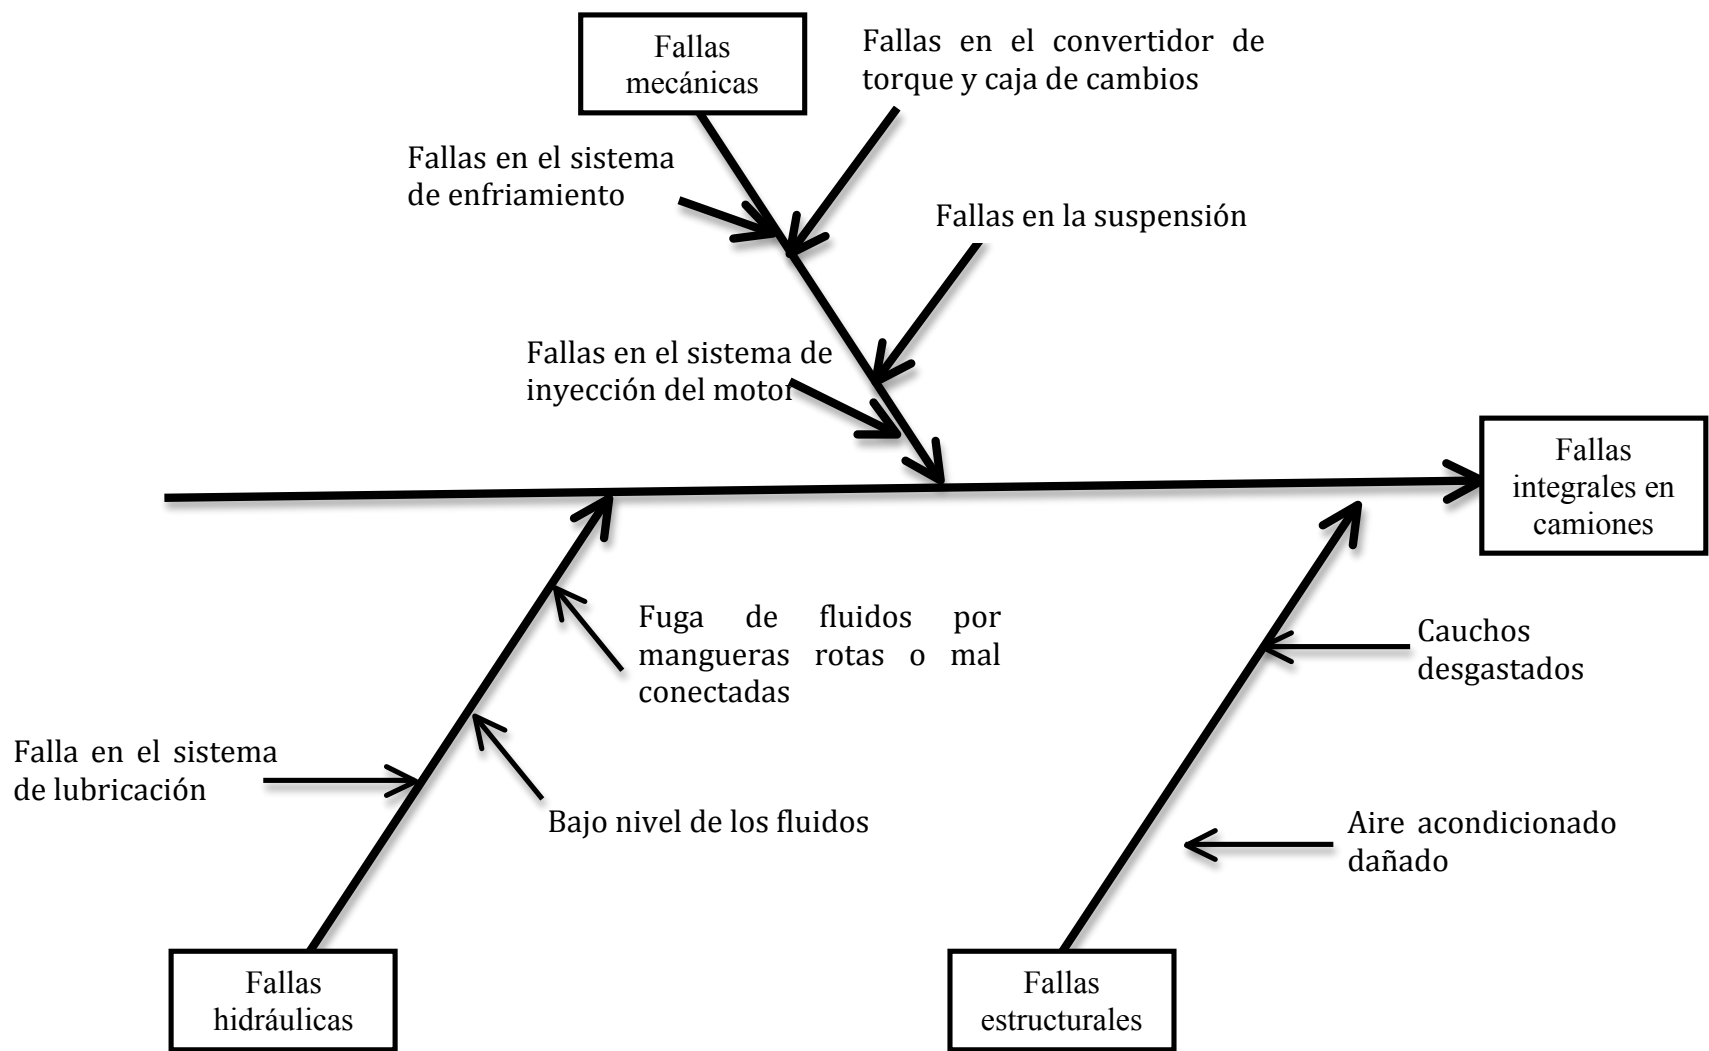 Fallas
mecánicas
Fallas en el convertidor de
torque y caja de cambios
Fallas en el sistema
de enfriamiento
Fallas en la suspensión
Fallas en el sistema de
inyección del motor
Fallas
integrales en
camiones
Fuga de fluidos por
mangueras rotas o mal
conectadas
Cauchos
desgastados
Falla en el sistema
de lubricación
Bajo nivel de los fluidos
Aire acondicionado
dañado
Fallas
hidráulicas
Fallas
estructurales